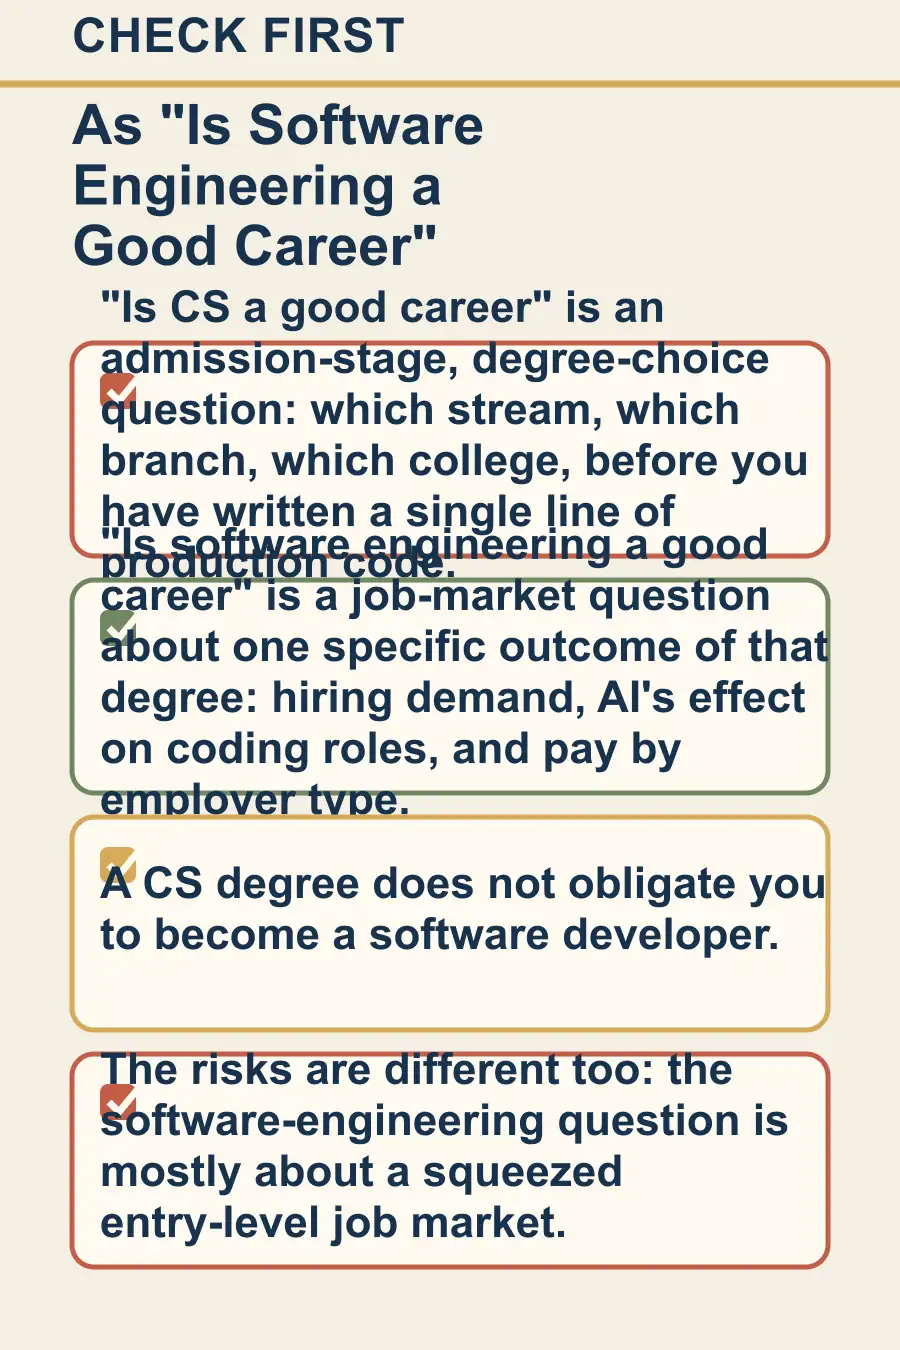 CHECK FIRST
As "Is Software
Engineering a
Good Career"
"Is CS a good career" is an
admission-stage, degree-choice
question: which stream, which
branch, which college, before you
have written a single line of
production code.
"Is software engineering a good
career" is a job-market question
about one specific outcome of that
degree: hiring demand, AI's effect
on coding roles, and pay by
employer type.
A CS degree does not obligate you
to become a software developer.
The risks are different too: the
software-engineering question is
mostly about a squeezed
entry-level job market.